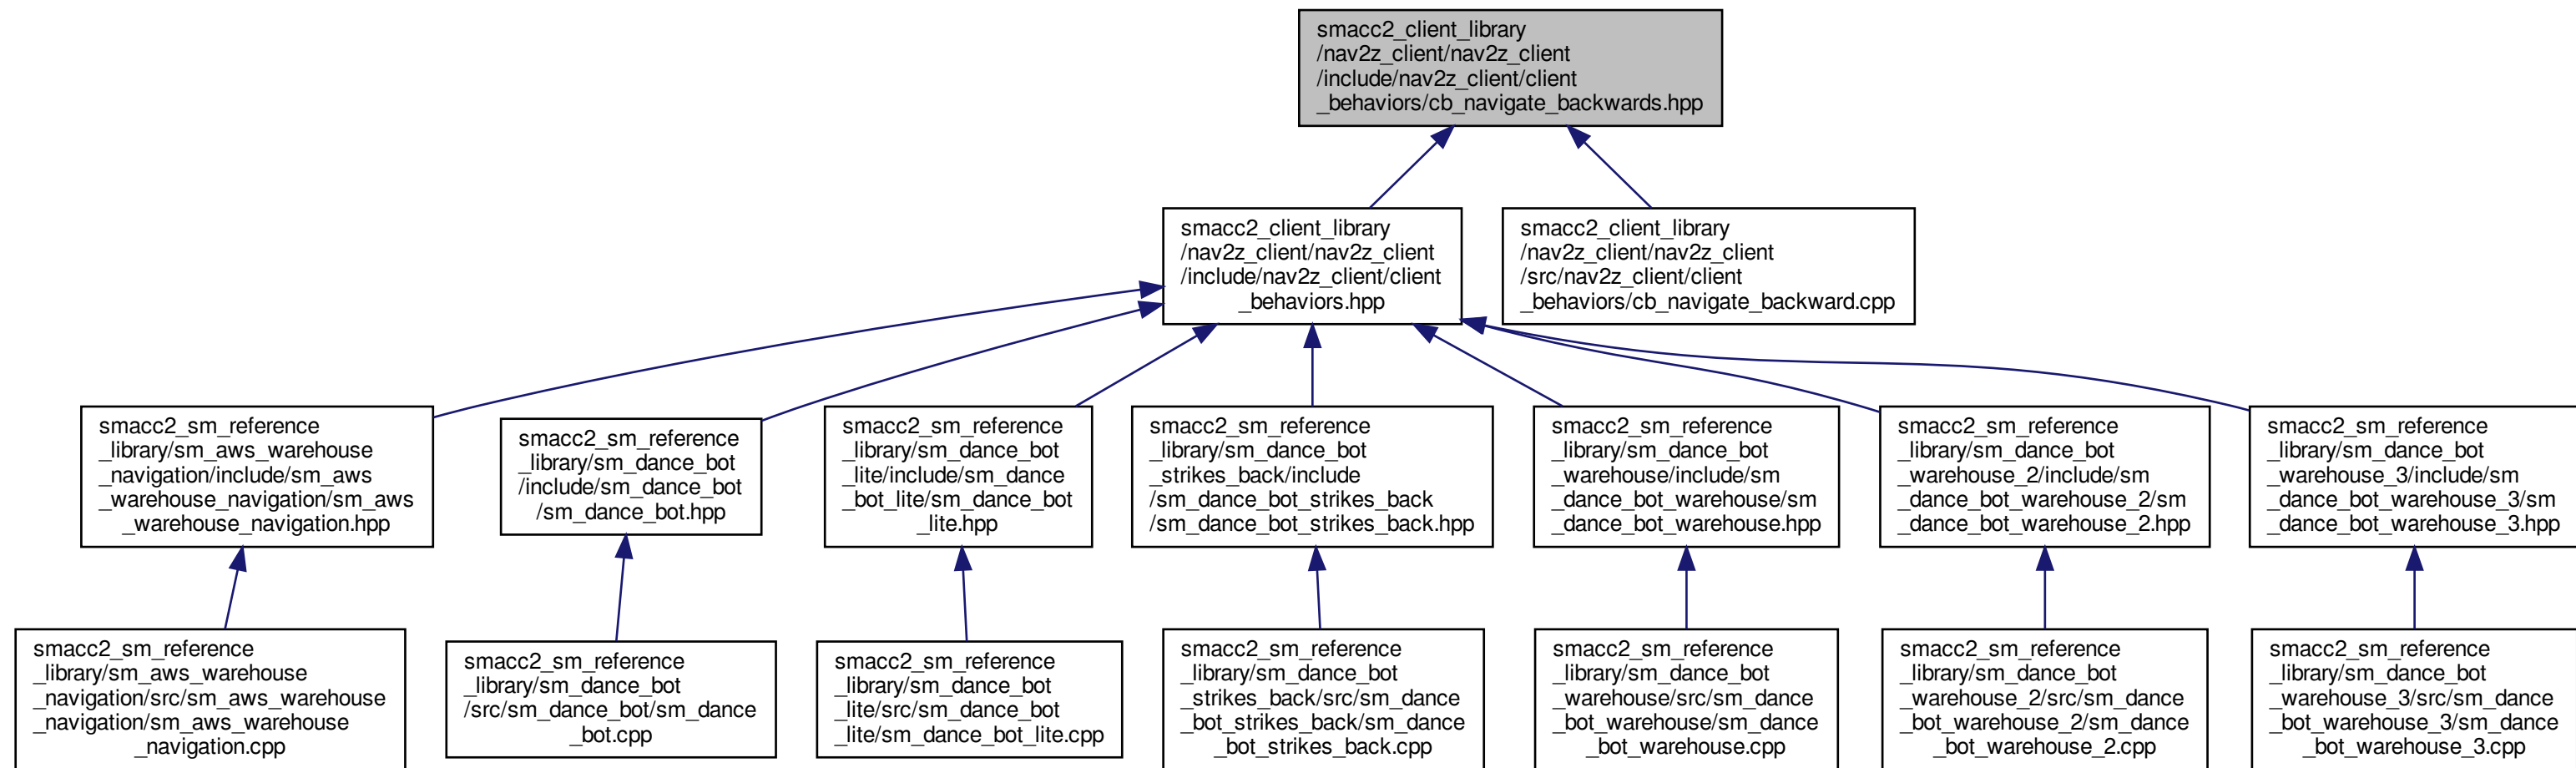 smacc2_client_library
/nav2z_client/nav2z_client
/include/nav2z_client/client
_behaviors/cb_navigate_backwards.hpp
smacc2_client_library
/nav2z_client/nav2z_client
/include/nav2z_client/client
_behaviors.hpp
smacc2_client_library
/nav2z_client/nav2z_client
/src/nav2z_client/client
_behaviors/cb_navigate_backward.cpp
smacc2_sm_reference
_library/sm_aws_warehouse
_navigation/include/sm_aws
_warehouse_navigation/sm_aws
_warehouse_navigation.hpp
smacc2_sm_reference
_library/sm_dance_bot
/include/sm_dance_bot
/sm_dance_bot.hpp
smacc2_sm_reference
_library/sm_dance_bot
_lite/include/sm_dance
_bot_lite/sm_dance_bot
_lite.hpp
smacc2_sm_reference
_library/sm_dance_bot
_strikes_back/include
/sm_dance_bot_strikes_back
/sm_dance_bot_strikes_back.hpp
smacc2_sm_reference
_library/sm_dance_bot
_warehouse/include/sm
_dance_bot_warehouse/sm
_dance_bot_warehouse.hpp
smacc2_sm_reference
_library/sm_dance_bot
_warehouse_2/include/sm
_dance_bot_warehouse_2/sm
_dance_bot_warehouse_2.hpp
smacc2_sm_reference
_library/sm_dance_bot
_warehouse_3/include/sm
_dance_bot_warehouse_3/sm
_dance_bot_warehouse_3.hpp
smacc2_sm_reference
_library/sm_aws_warehouse
_navigation/src/sm_aws_warehouse
_navigation/sm_aws_warehouse
_navigation.cpp
smacc2_sm_reference
_library/sm_dance_bot
/src/sm_dance_bot/sm_dance
_bot.cpp
smacc2_sm_reference
_library/sm_dance_bot
_lite/src/sm_dance_bot
_lite/sm_dance_bot_lite.cpp
smacc2_sm_reference
_library/sm_dance_bot
_strikes_back/src/sm_dance
_bot_strikes_back/sm_dance
_bot_strikes_back.cpp
smacc2_sm_reference
_library/sm_dance_bot
_warehouse/src/sm_dance
_bot_warehouse/sm_dance
_bot_warehouse.cpp
smacc2_sm_reference
_library/sm_dance_bot
_warehouse_2/src/sm_dance
_bot_warehouse_2/sm_dance
_bot_warehouse_2.cpp
smacc2_sm_reference
_library/sm_dance_bot
_warehouse_3/src/sm_dance
_bot_warehouse_3/sm_dance
_bot_warehouse_3.cpp